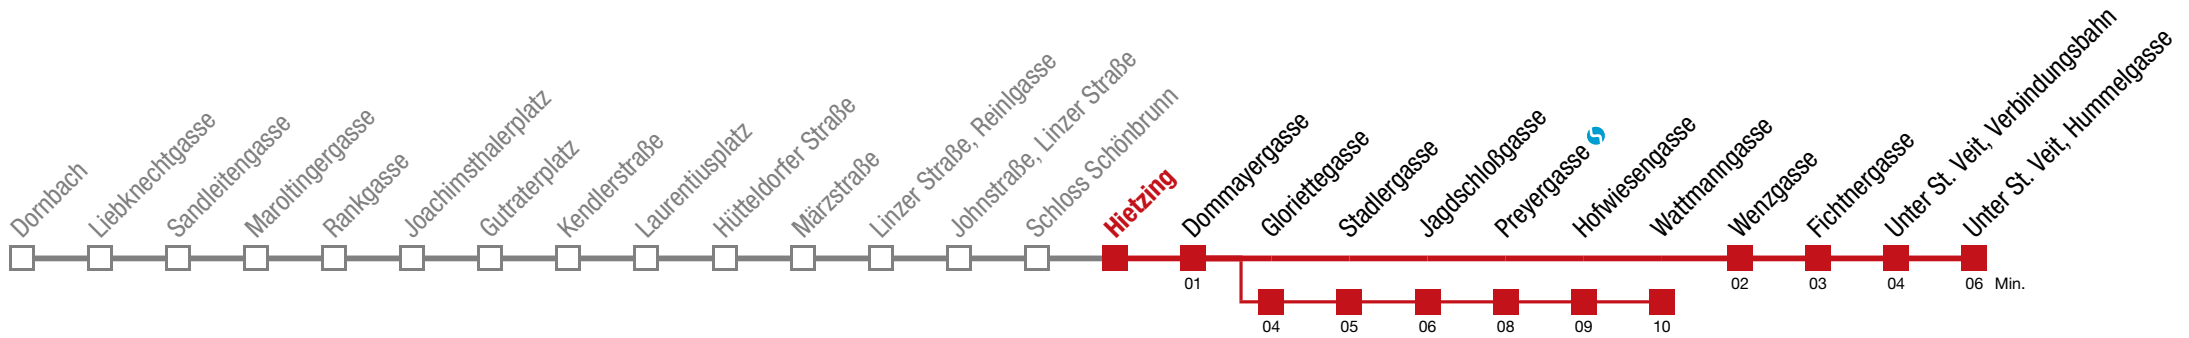 Dornbach
Liebknechtgasse
Sandleitengasse
Maroltingergasse
Rankgasse
Joachimsthalerplatz
Gutraterplatz
Kendlerstraße
Laurentiusplatz
Hütteldorfer Straße
Märzstraße
Linzer Straße, Reinlgasse
Johnstraße, Linzer Straße
Schloss Schönbrunn
Hietzing
Dommayergasse
Gloriettegasse
Stadlergasse
Jagdschloßgasse
Preyergasse
Hofwiesengasse
Wattmanngasse
Wenzgasse
Fichtnergasse
Unter St. Veit, Verbindungsbahn
Unter St. Veit, Hummelgasse
01 02 03 04 06 Min.
04 05 06 08 09 10